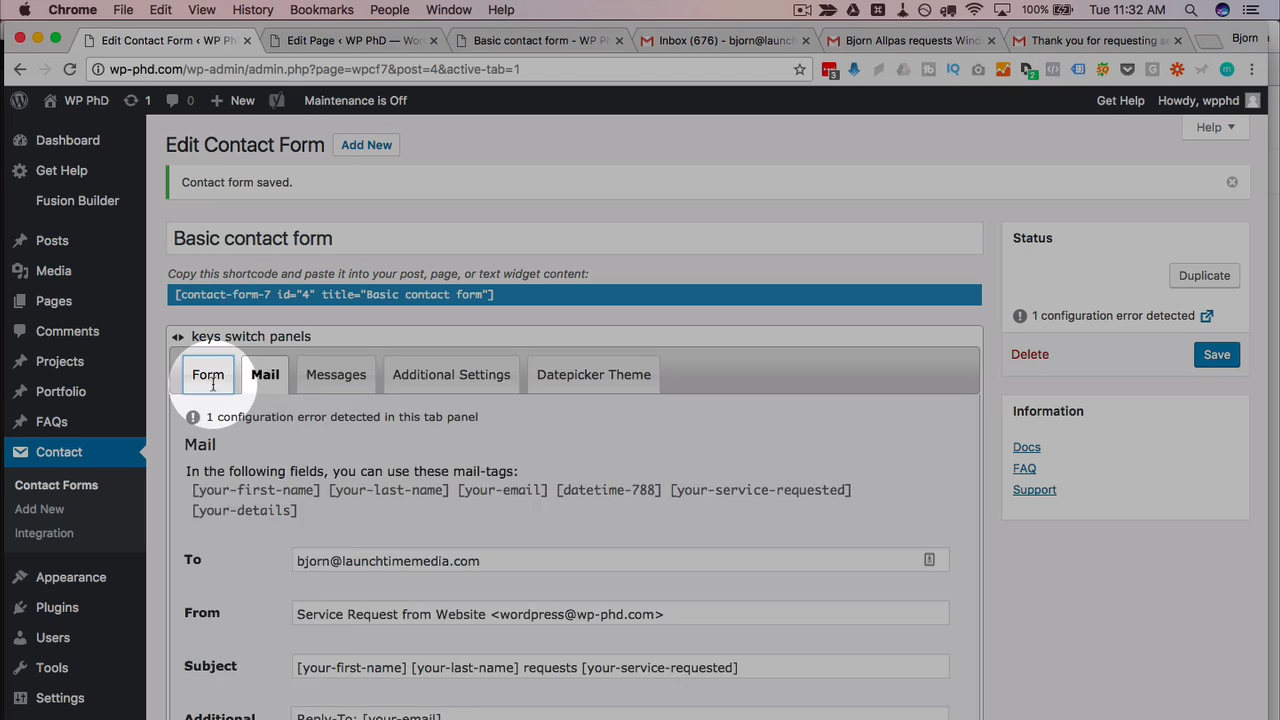 Chrome File Edit View History Bookmarks People Window Help 100% Tue 11:32 AM
Edit Contact Form ‹ WP Ph × Edit Page ‹ WP PhD — Wor × Basic contact form - WP Ph × Inbox (676) - bjorn@launch × Bjorn Allpas requests Wind × Thank you for requesting se × Bjorn
wp-phd.com/wp-admin/admin.php?page=wpcf7&post=4&active-tab=1
WP PhD 1 0 New Maintenance is Off Get Help Howdy, wpphd
Help
Dashboard
Get Help
Fusion Builder
Posts
Media
Pages
Comments
Projects
Portfolio
FAQs
Contact
Contact Forms
Add New
Integration
Appearance
Plugins
Users
Tools
Settings
Edit Contact Form Add New
Contact form saved.
Basic contact form
Copy this shortcode and paste it into your post, page, or text widget content:
[contact-form-7 id="4" title="Basic contact form"]
keys switch panels
Form Mail Messages Additional Settings Datepicker Theme
1 configuration error detected in this tab panel
Mail
In the following fields, you can use these mail-tags:
[your-first-name] [your-last-name] [your-email] [datetime-788] [your-service-requested]
[your-details]
To bjorn@launchtimemedia.com
From Service Request from Website <wordpress@wp-phd.com>
Subject [your-first-name] [your-last-name] requests [your-service-requested]
Additional Reply-To: [your-email]
Status
Duplicate
1 configuration error detected
Delete Save
Information
Docs
FAQ
Support